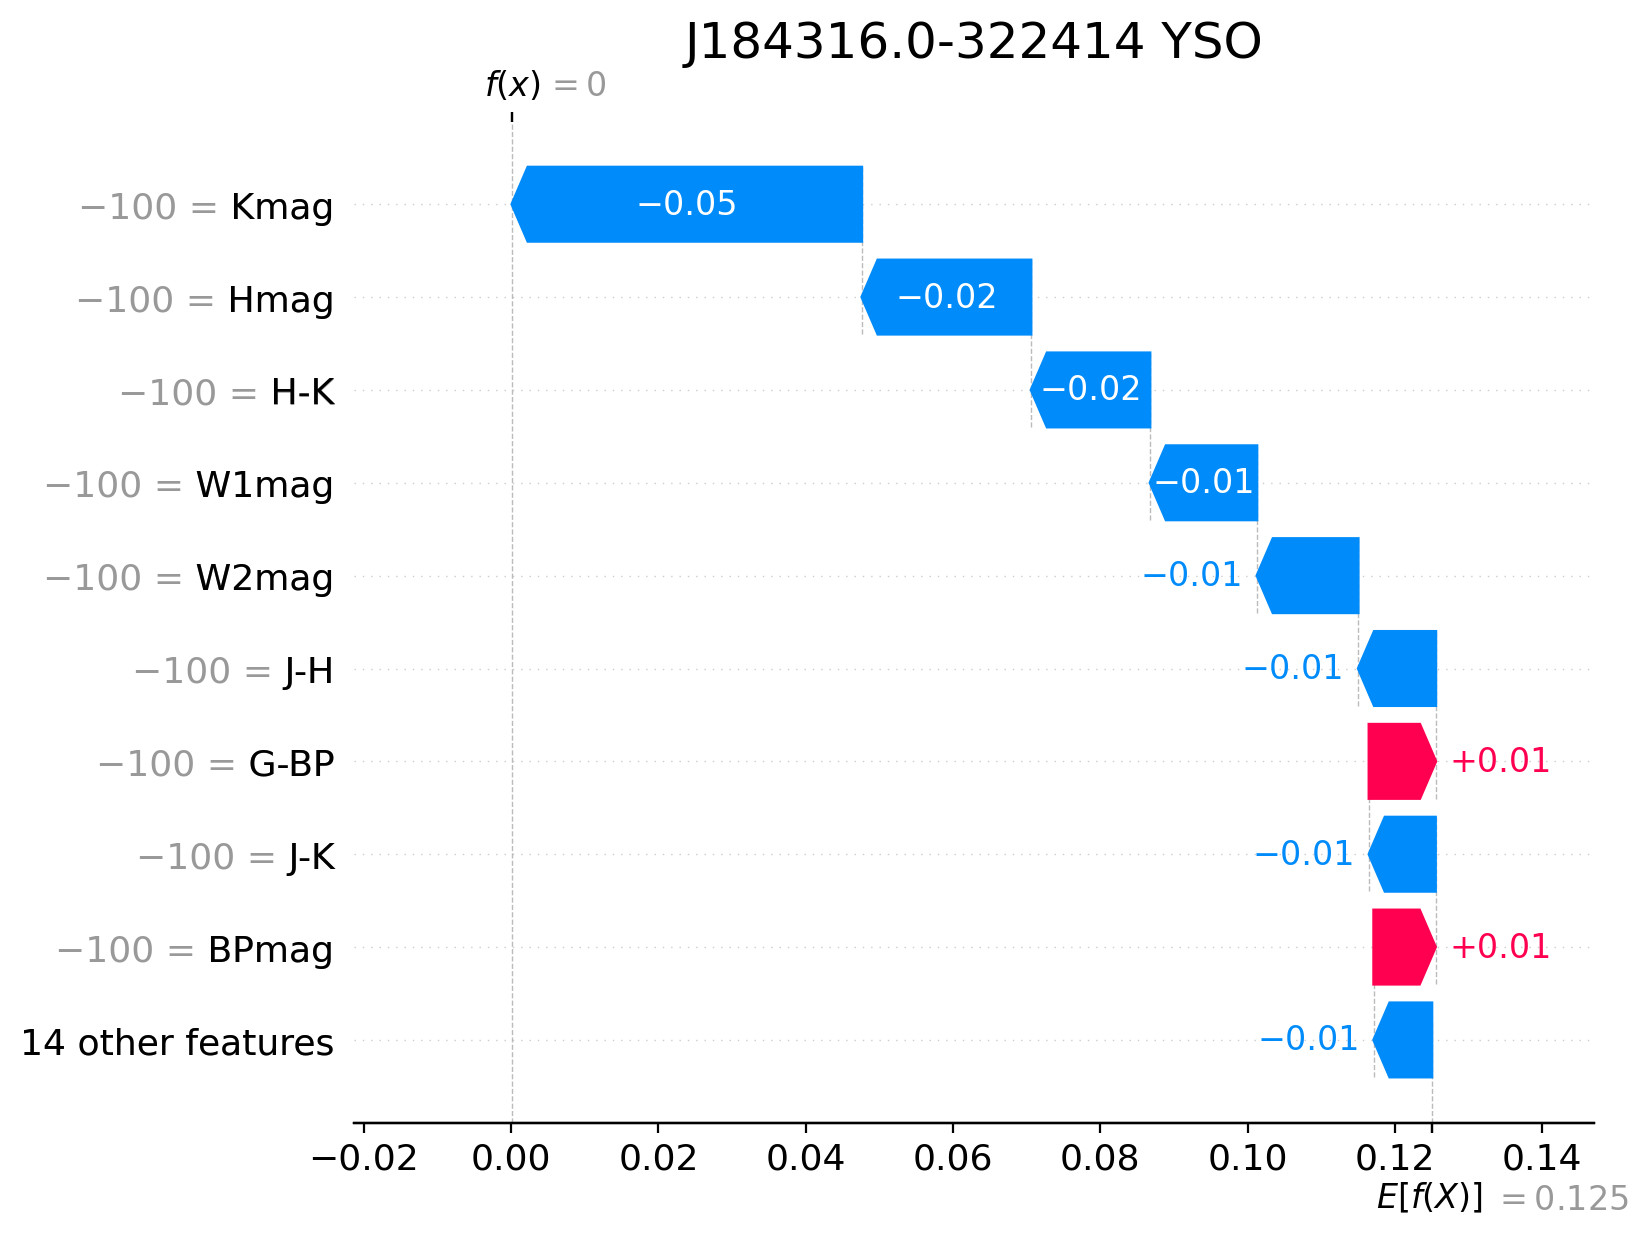 J184316.0-322414 YSO
f(x) = 0
−100 = Kmag
−0.05
−100 = Hmag
−0.02
−100 = H-K
−0.02
−100 = W1mag
−0.01
−100 = W2mag
−0.01
−100 = J-H
−0.01
−100 = G-BP
+0.01
−100 = J-K
−0.01
−100 = BPmag
+0.01
14 other features
−0.01
−0.02 0.00 0.02 0.04 0.06 0.08 0.10 0.12 0.14
E[f(X)] = 0.125